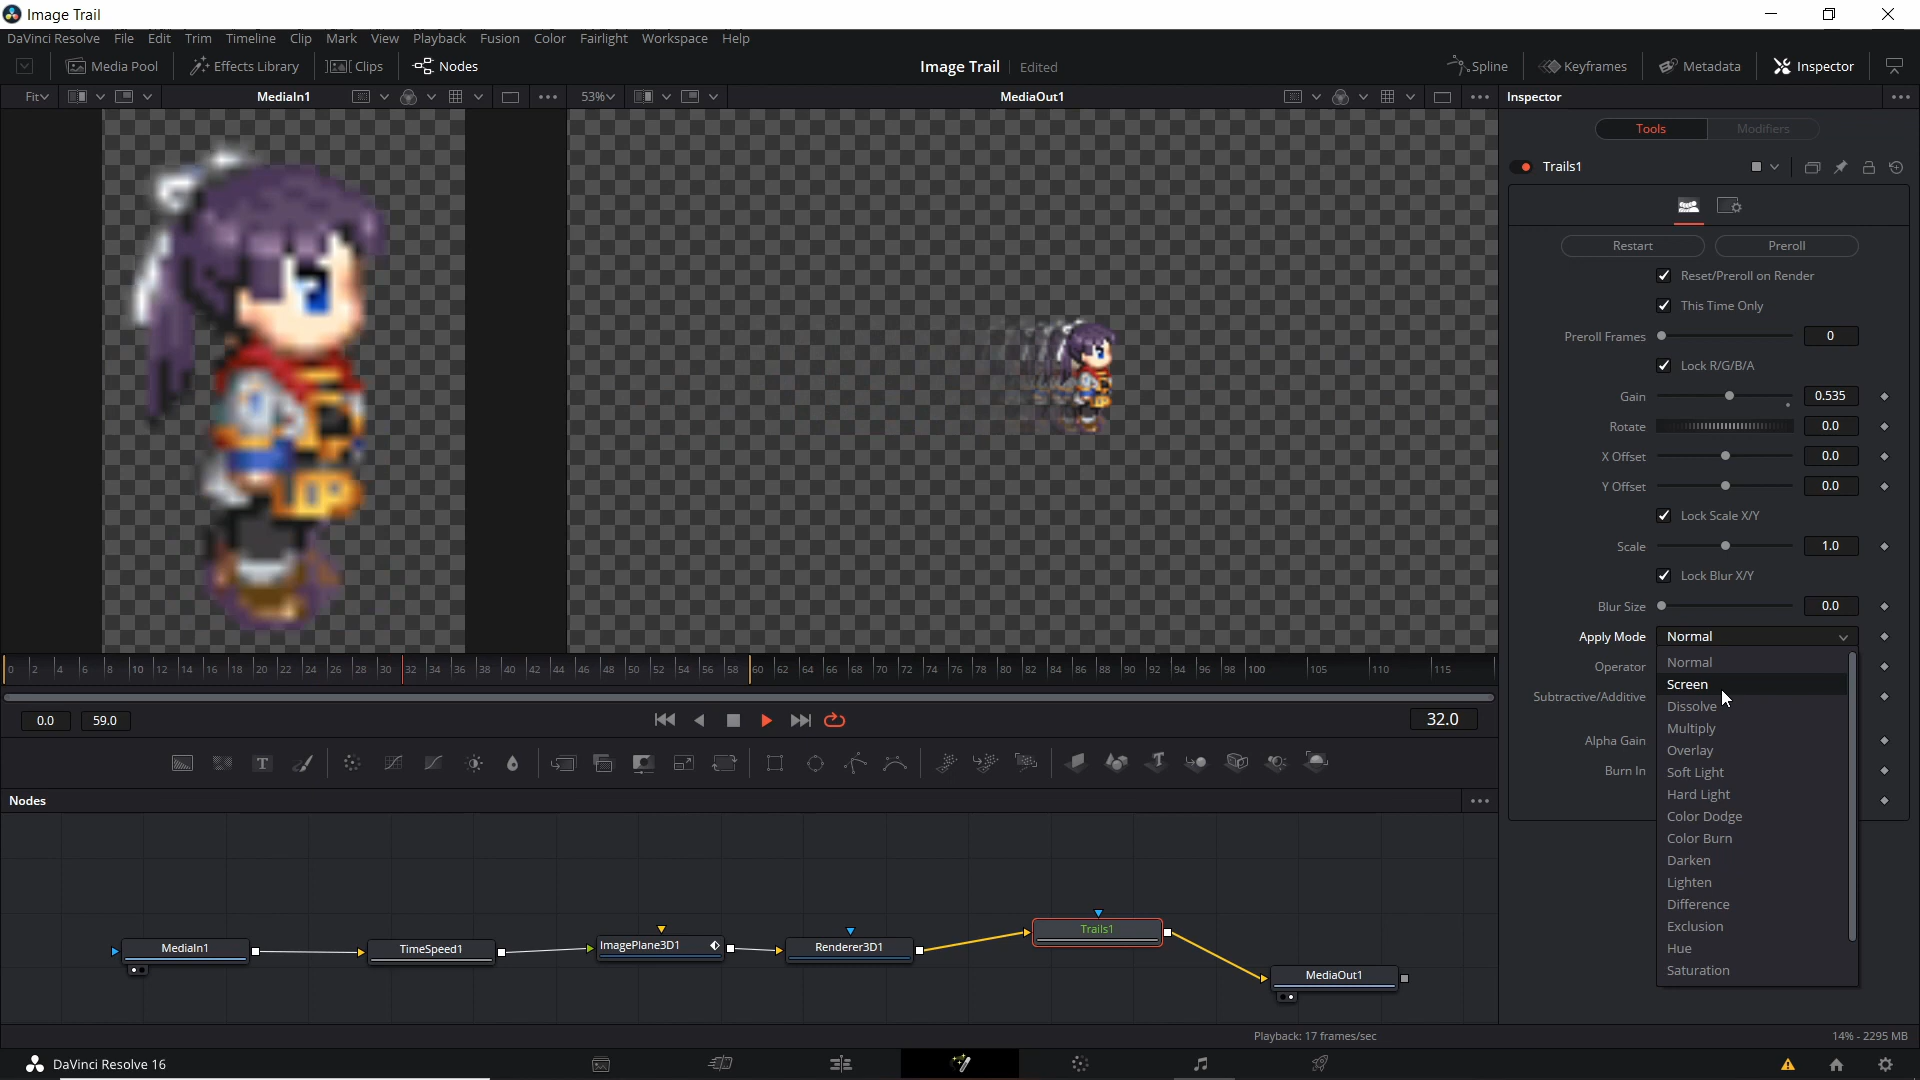 Image Trail
DaVinci Resolve File Edit Trim Timeline Clip Mark View Playback Fusion Color Fairlight Workspace Help
Media Pool Effects Library Clips Nodes Image Trail Edited Spline Keyframes Metadata Inspector
Fit MediaIn1 53% MediaOut1 Inspector
Tools Modifiers
Trails1
Restart Preroll
Reset/Preroll on Render
This Time Only
Preroll Frames 0
Lock R/G/B/A
Gain 0.535
Rotate 0.0
X Offset 0.0
Y Offset 0.0
Lock Scale X/Y
Scale 1.0
Lock Blur X/Y
Blur Size 0.0
Apply Mode Normal
Operator
Subtractive/Additive
Alpha Gain
Burn In
Normal
Screen
Dissolve
Multiply
Overlay
Soft Light
Hard Light
Color Dodge
Color Burn
Darken
Lighten
Difference
Exclusion
Hue
Saturation
0 2 4 6 8 10 12 14 16 18 20 22 24 26 28 30 32 34 36 38 40 42 44 46 48 50 52 54 56 58 60 62 64 66 68 70 72 74 76 78 80 82 84 86 88 90 92 94 96 98 100 105 110 115
0.0 59.0 32.0
Nodes
MediaIn1 TimeSpeed1 ImagePlane3D1 Renderer3D1 Trails1 MediaOut1
Playback: 17 frames/sec 14% - 2295 MB
DaVinci Resolve 16